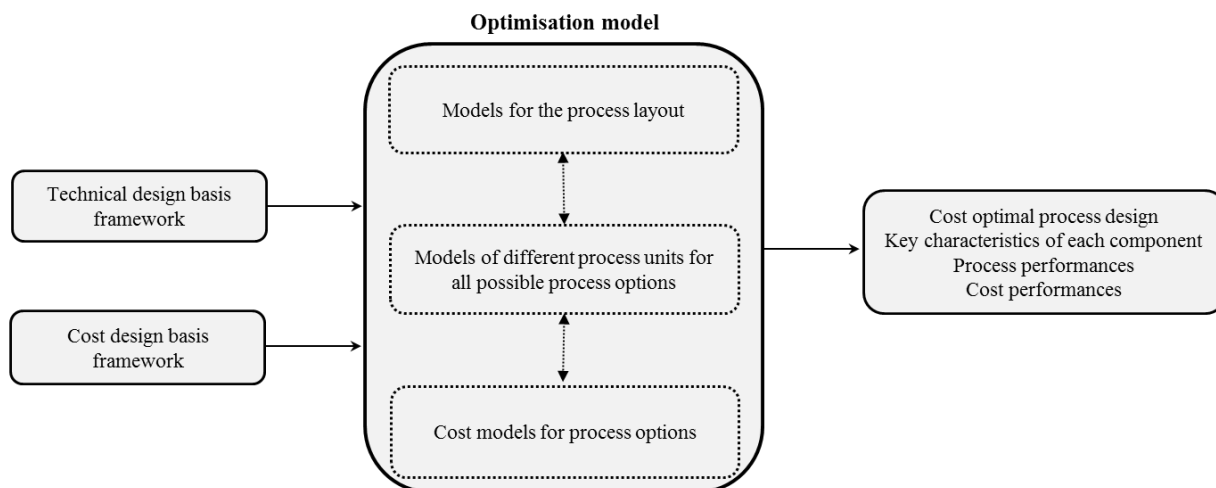 Optimisation model
Models for the process layout
Technical design basis
framework
Models of different process units for
all possible process options
Cost design basis
framework
Cost models for process options
Cost optimal process design
Key characteristics of each component
Process performances
Cost performances